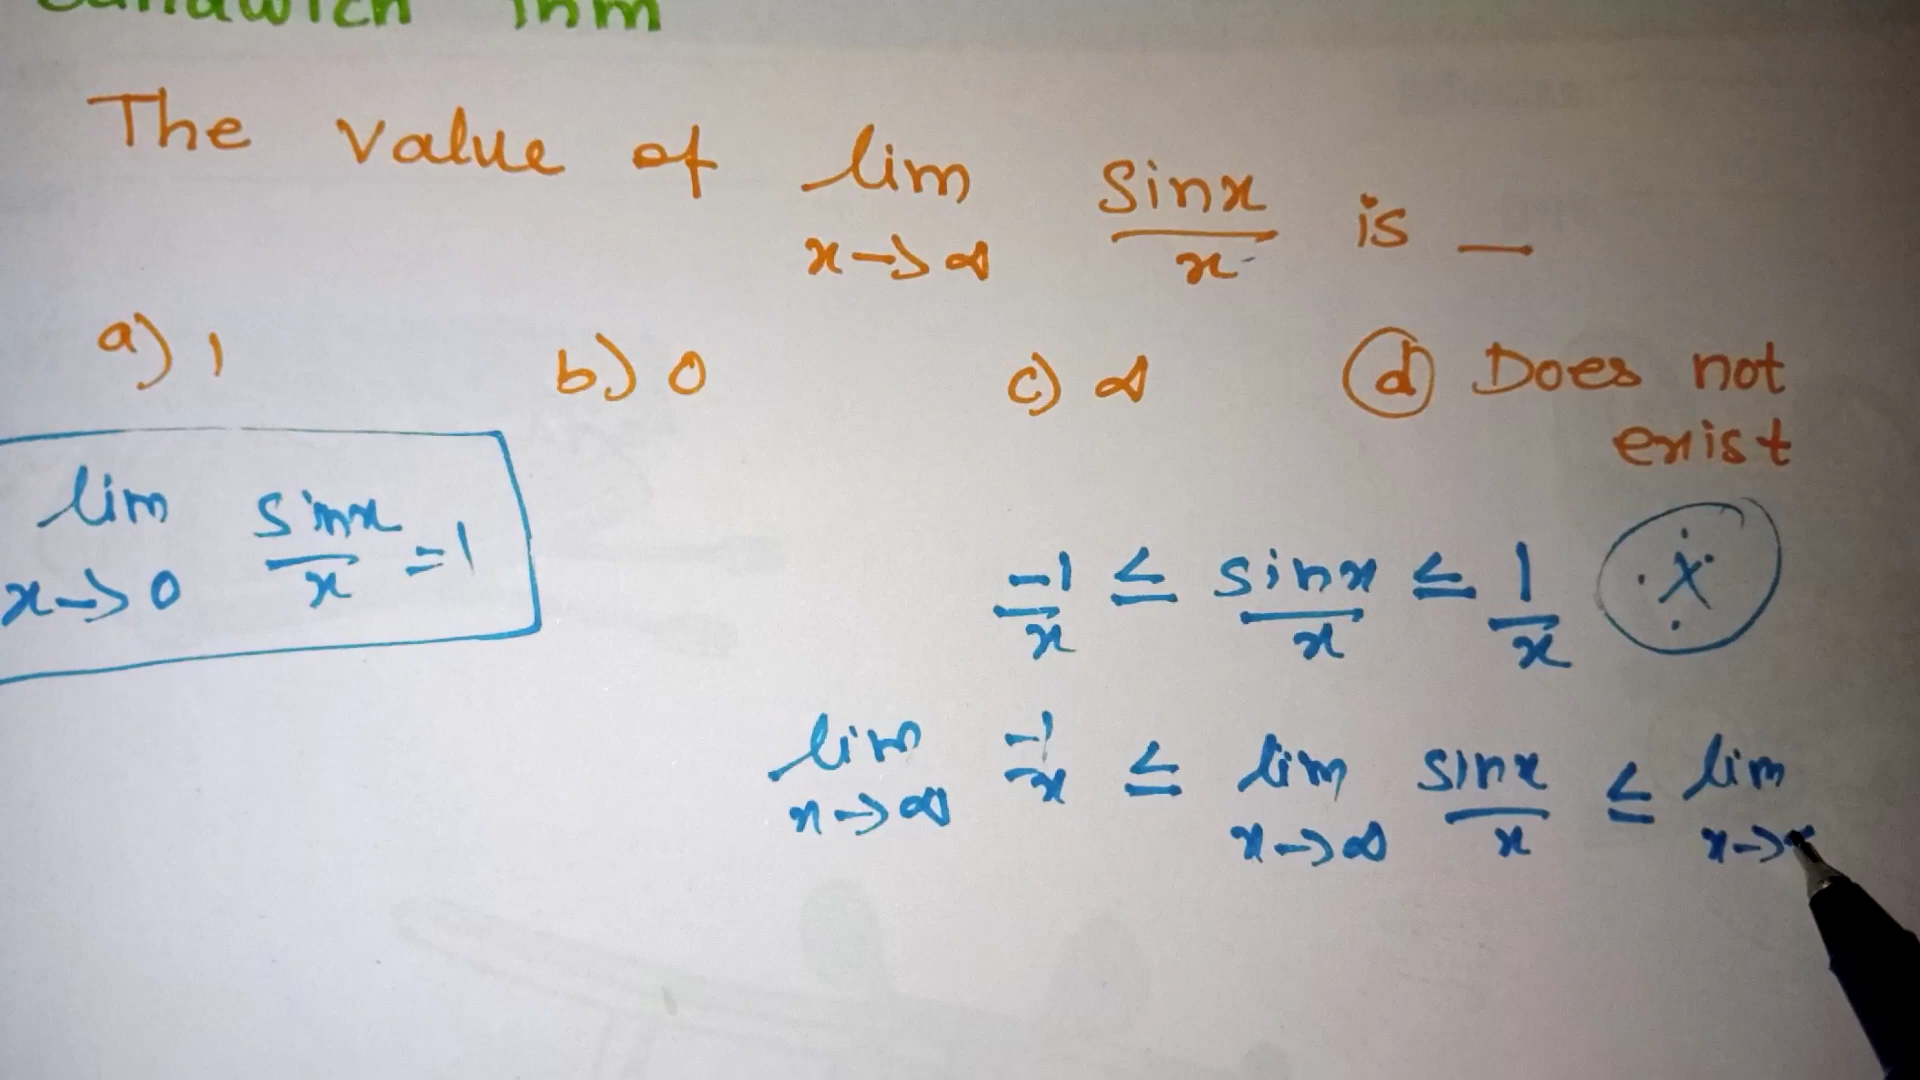 Sandwich Thm
The value of lim x→∞ sinx/x is _
a) 1 b) 0 c) ∞ d) Does not
exist
lim x→0 sinx/x = 1
-1/x ≤ sinx/x ≤ 1/x x
lim x→∞ -1/x ≤ lim x→∞ sinx/x ≤ lim x→